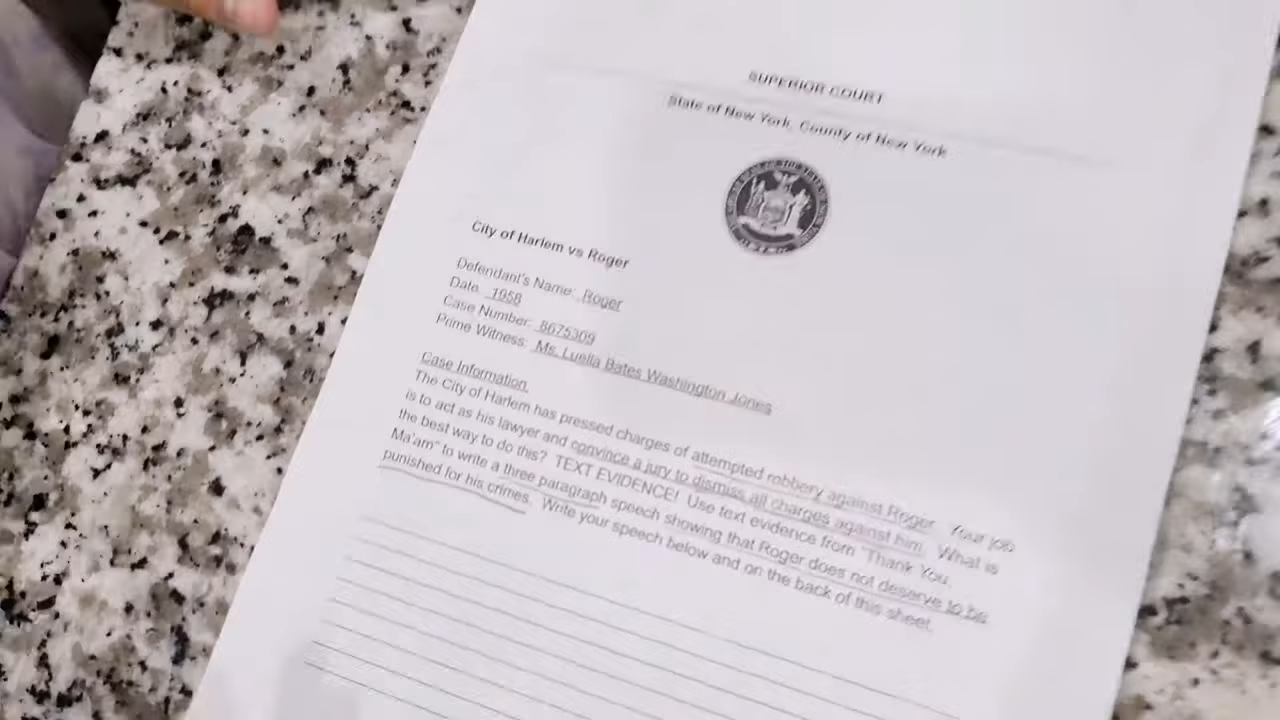 SUPERIOR COURT
State of New York, County of New York
City of Harlem vs Roger
Defendant's Name: Roger
Date 1958
Case Number: 8675309
Prime Witness: Ms. Luella Bates Washington Jones
Case Information
The City of Harlem has pressed charges of attempted robbery against Roger. Your job
is to act as his lawyer and convince a jury to dismiss all charges against him. What is
the best way to do this? TEXT EVIDENCE! Use text evidence from "Thank You,
Ma'am" to write a three paragraph speech showing that Roger does not deserve to be
punished for his crimes. Write your speech below and on the back of this sheet.